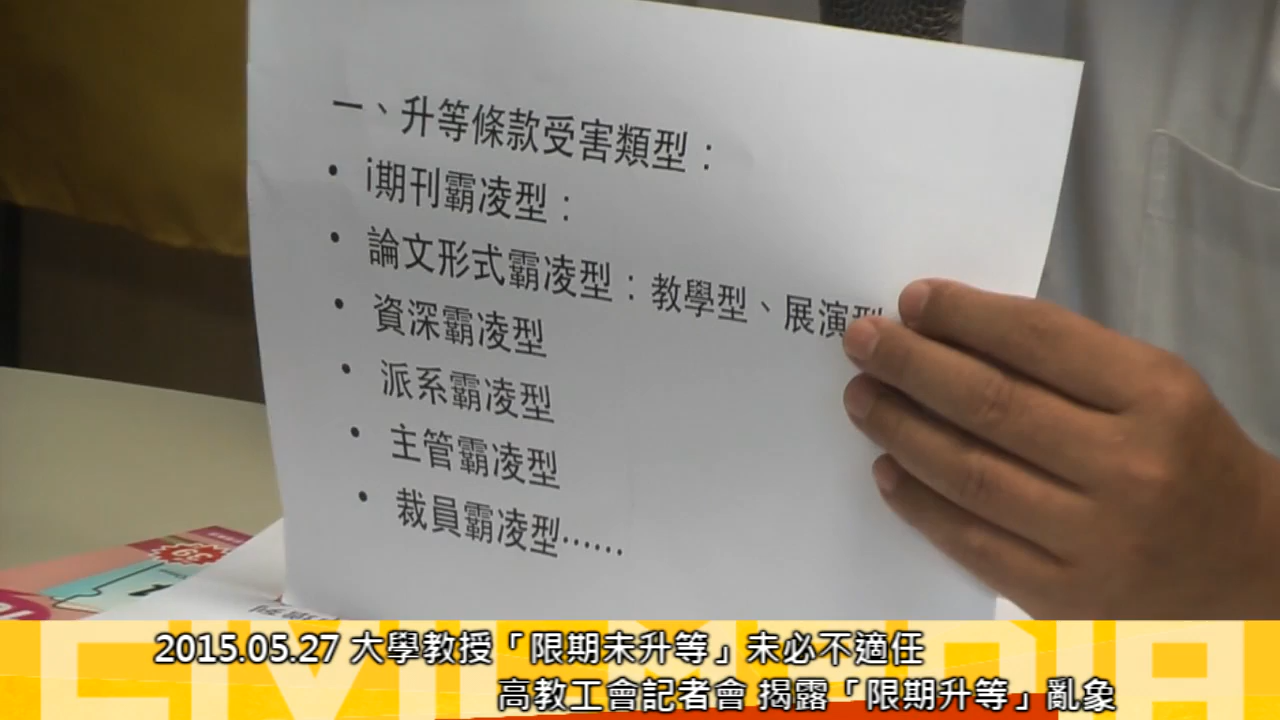 一、升等條款受害類型：
• i期刊霸凌型：
• 論文形式霸凌型：教學型、展演型
• 資深霸凌型
• 派系霸凌型
• 主管霸凌型
• 裁員霸凌型……
39
2015.05.27 大學教授「限期未升等」未必不適任
高教工會記者會 揭露「限期升等」亂象